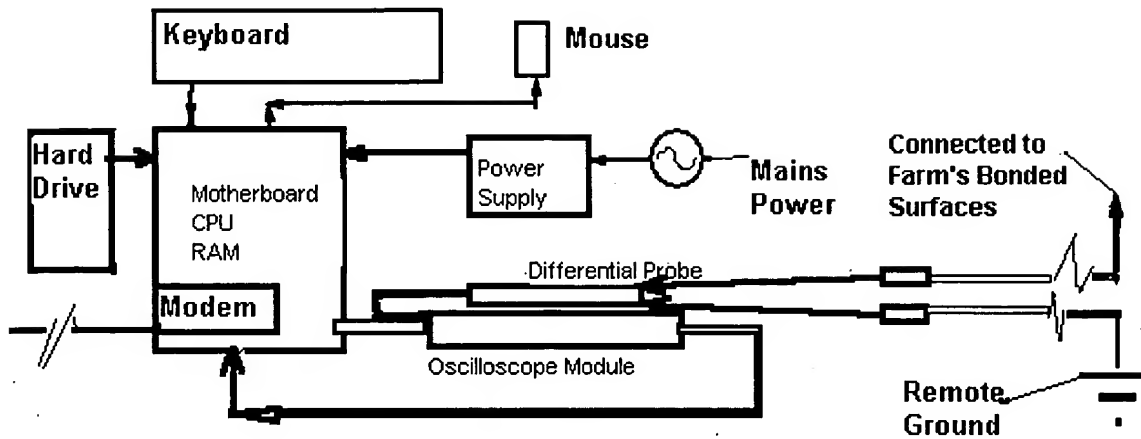 Keyboard
Mouse
Hard
Drive
Motherboard
CPU
RAM
Power
Supply
Mains
Power
Connected to
Farm's Bonded
Surfaces
Differential Probe
Modem
Oscilloscope Module
Remote
Ground